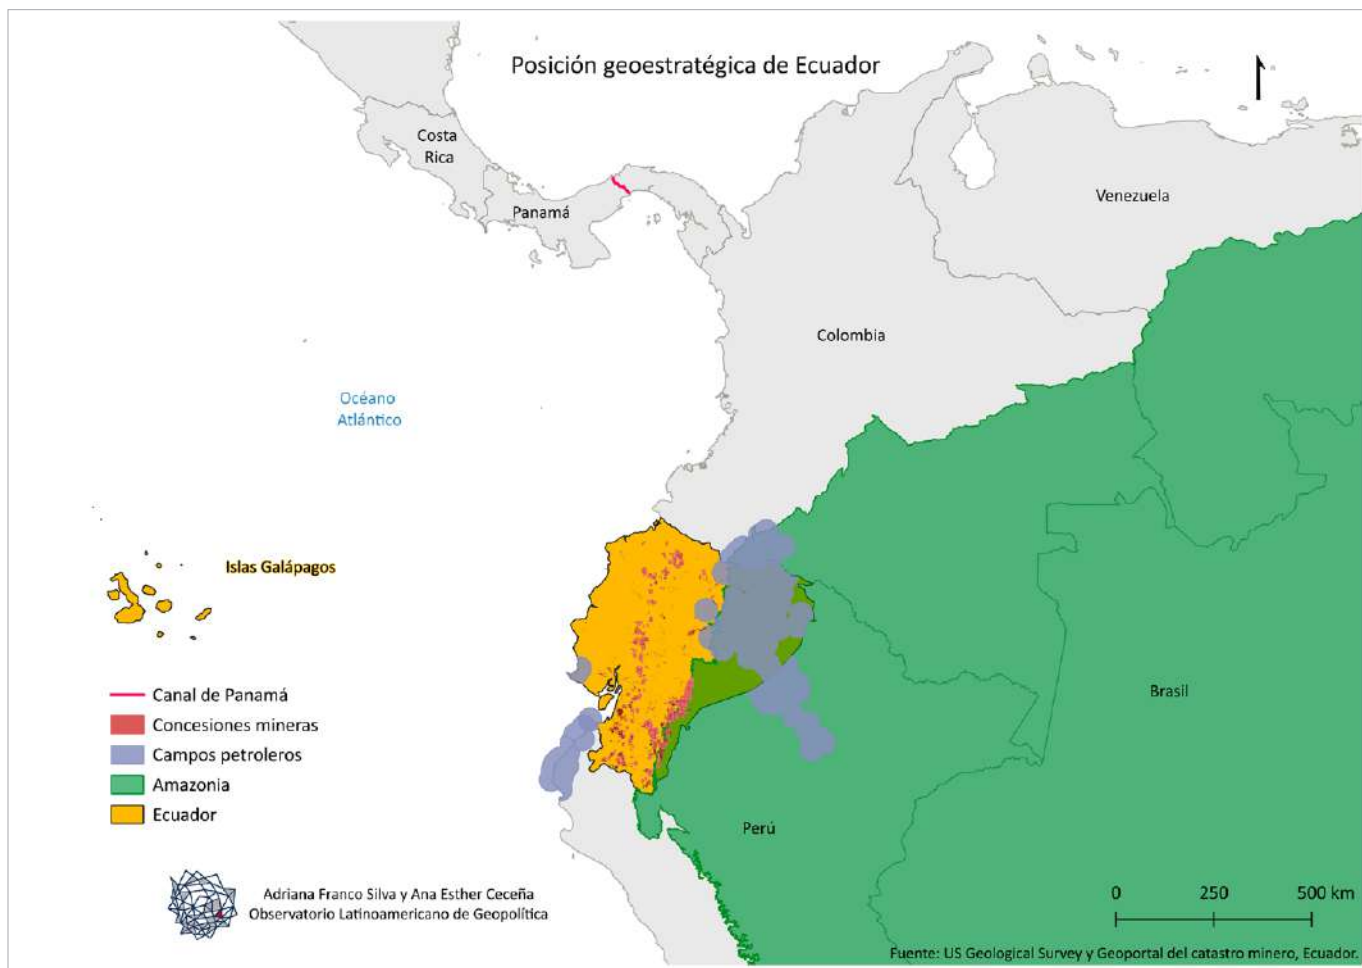 Posición geoestratégica de Ecuador
Costa
Rica
Panamá
Venezuela
Colombia
Océano
Atlántico
Islas Galápagos
Brasil
Perú
Canal de Panamá
Concesiones mineras
Campos petroleros
Amazonia
Ecuador
Adriana Franco Silva y Ana Esther Ceceña
Observatorio Latinoamericano de Geopolítica
0 250 500 km
Fuente: US Geological Survey y Geoportal del catastro minero, Ecuador.